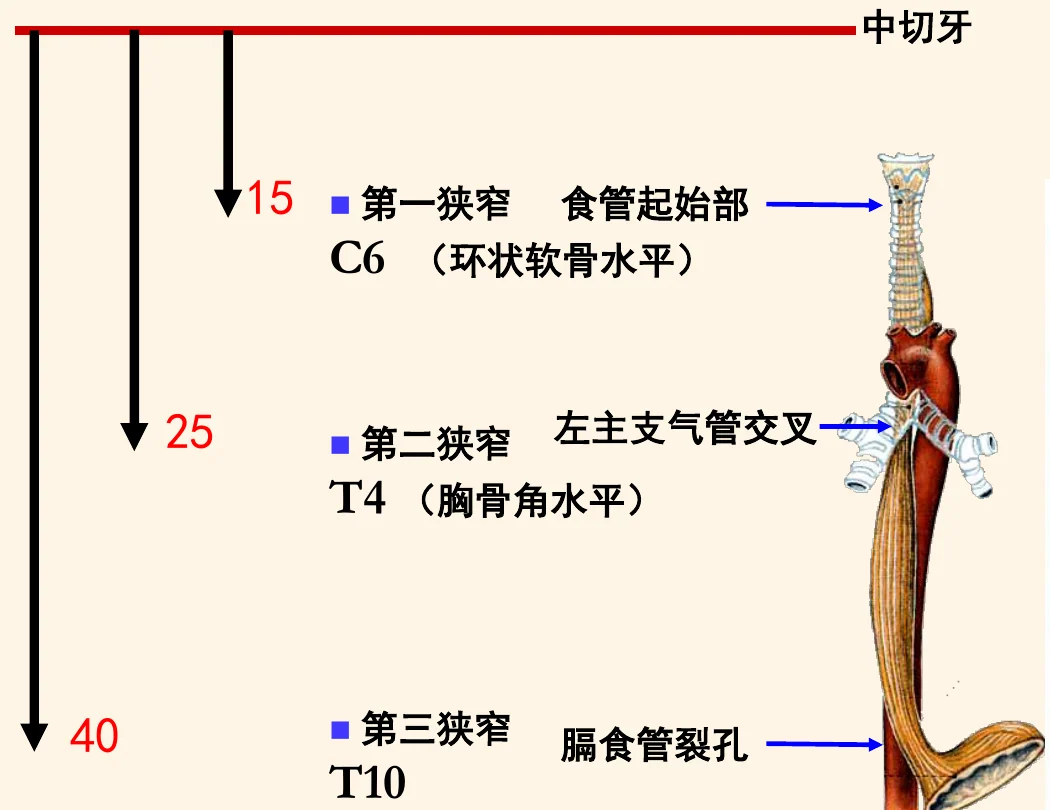 中切牙
15
第一狭窄 食管起始部
C6 （环状软骨水平）
25
第二狭窄 左主支气管交叉
T4 （胸骨角水平）
40
第三狭窄 膈食管裂孔
T10